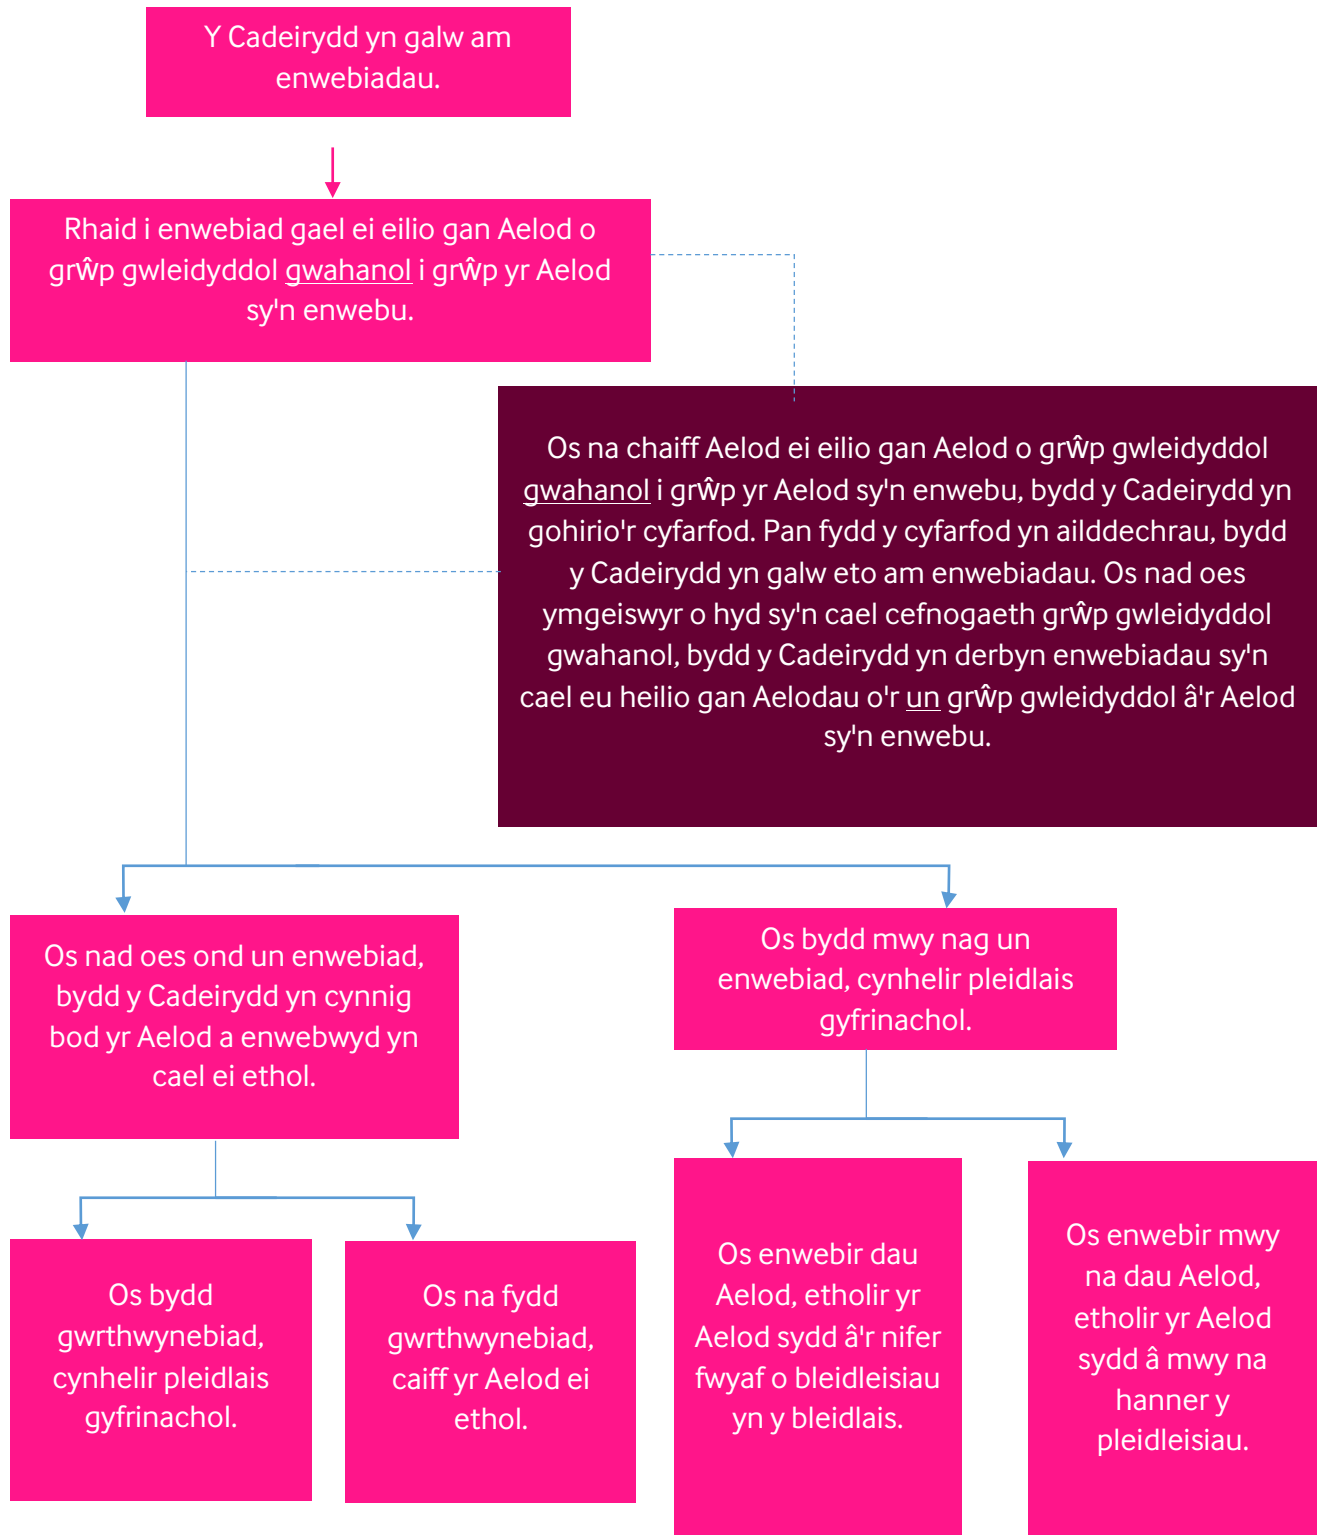 Y Cadeirydd yn galw am
enwebiadau.
Rhaid i enwebiad gael ei eilio gan Aelod o
grŵp gwleidyddol gwahanol i grŵp yr Aelod
sy'n enwebu.
Os na chaiff Aelod ei eilio gan Aelod o grŵp gwleidyddol
gwahanol i grŵp yr Aelod sy'n enwebu, bydd y Cadeirydd yn
gohirio'r cyfarfod. Pan fydd y cyfarfod yn ailddechrau, bydd
y Cadeirydd yn galw eto am enwebiadau. Os nad oes
ymgeiswyr o hyd sy'n cael cefnogaeth grŵp gwleidyddol
gwahanol, bydd y Cadeirydd yn derbyn enwebiadau sy'n
cael eu heilio gan Aelodau o'r un grŵp gwleidyddol â'r Aelod
sy'n enwebu.
Os nad oes ond un enwebiad,
bydd y Cadeirydd yn cynnig
bod yr Aelod a enwebwyd yn
cael ei ethol.
Os bydd mwy nag un
enwebiad, cynhelir pleidlais
gyfrinachol.
Os bydd
gwrthwynebiad,
cynhelir pleidlais
gyfrinachol.
Os na fydd
gwrthwynebiad,
caiff yr Aelod ei
ethol.
Os enwebir dau
Aelod, etholir yr
Aelod sydd â'r nifer
fwyaf o bleidleisiau
yn y bleidlais.
Os enwebir mwy
na dau Aelod,
etholir yr Aelod
sydd â mwy na
hanner y
pleidleisiau.